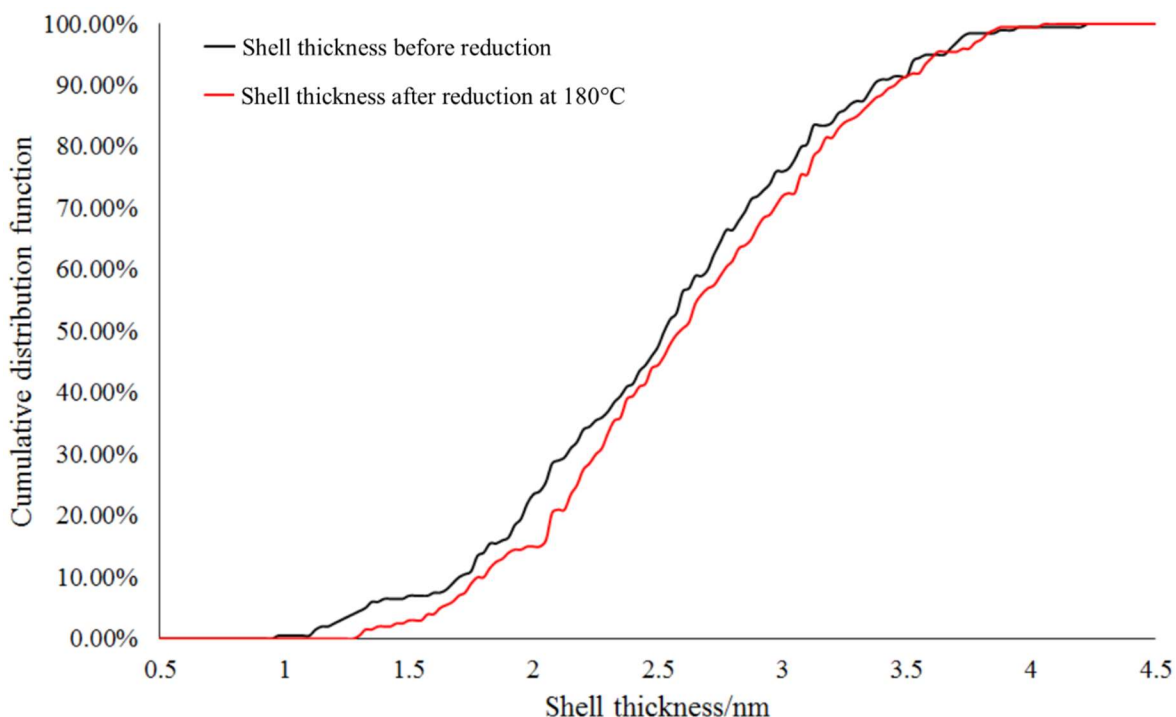 100.00%
90.00%
80.00%
70.00%
60.00%
50.00%
40.00%
30.00%
20.00%
10.00%
0.00%
Cumulative distribution function
Shell thickness before reduction
Shell thickness after reduction at 180°C
0.5 1 1.5 2 2.5 3 3.5 4 4.5
Shell thickness/nm